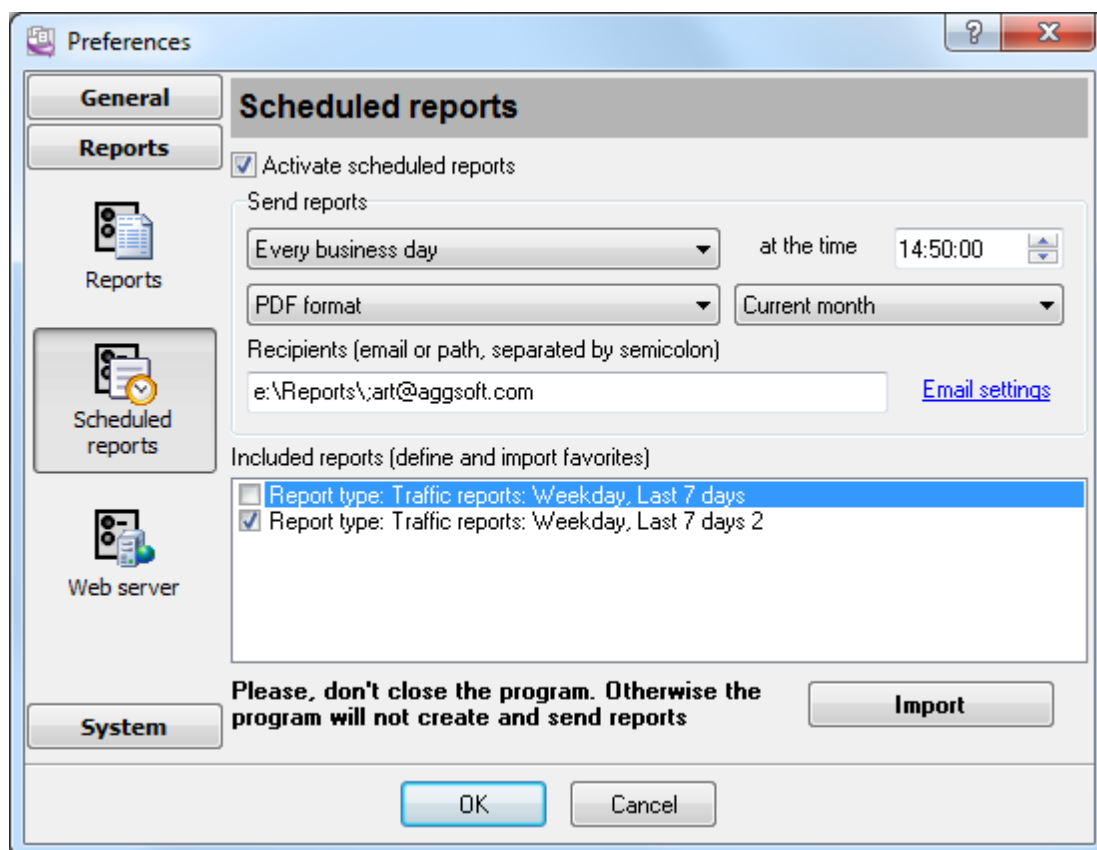 Preferences
General
Reports
Reports
Scheduled
reports
Web server
System
Scheduled reports
Activate scheduled reports
Send reports
Every business day
at the time
14:50:00
PDF format
Current month
Recipients (email or path, separated by semicolon)
e:\Reports\;art@aggsoft.com
Email settings
Included reports (define and import favorites)
Report type: Traffic reports: Weekday, Last 7 days
Report type: Traffic reports: Weekday, Last 7 days 2
Please, don't close the program. Otherwise the
program will not create and send reports
Import
OK
Cancel